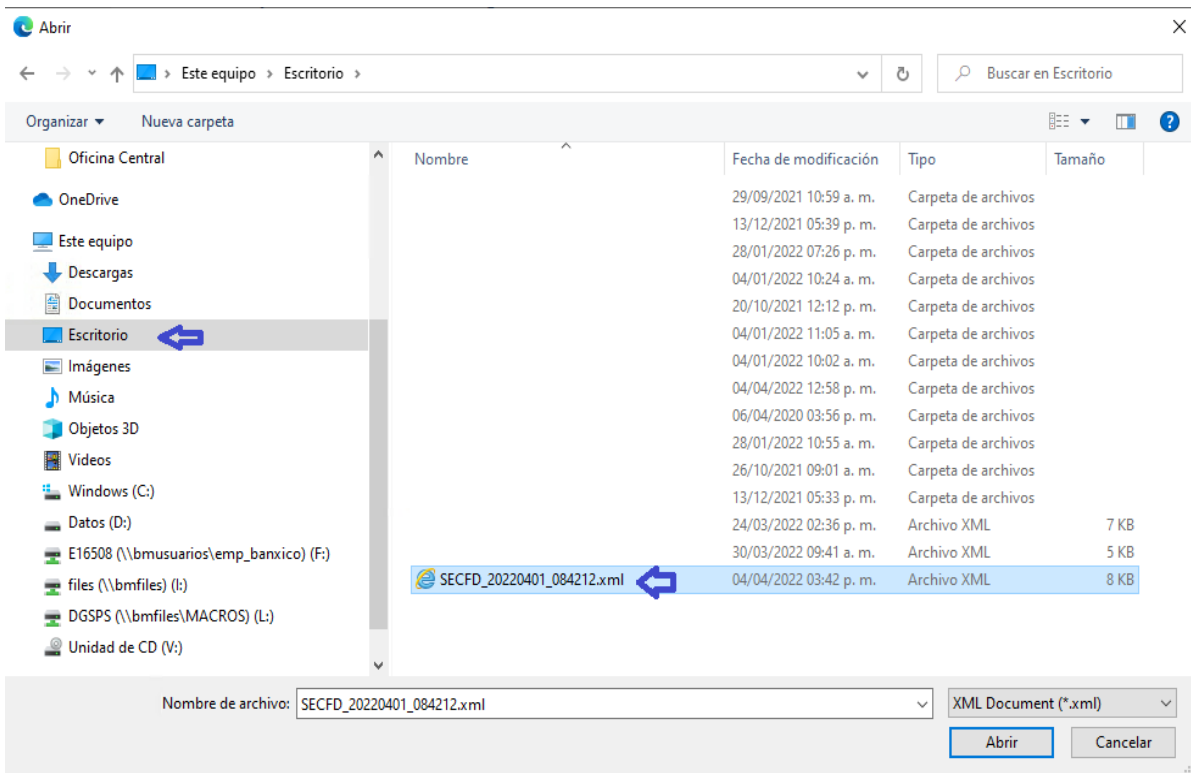 Abrir
Este equipo > Escritorio >
Buscar en Escritorio
Organizar
Nueva carpeta
?
Oficina Central
OneDrive
Este equipo
Descargas
Documentos
Escritorio
Imágenes
Música
Objetos 3D
Videos
Windows (C:)
Datos (D:)
E16508 (\\bmusuarios\emp_banxico) (F:)
files (\\bmfiles) (I:)
DGSPS (\\bmfiles\MACROS) (L:)
Unidad de CD (V:)
Nombre Fecha de modificación Tipo Tamaño
29/09/2021 10:59 a. m. Carpeta de archivos
13/12/2021 05:39 p. m. Carpeta de archivos
28/01/2022 07:26 p. m. Carpeta de archivos
04/01/2022 10:24 a. m. Carpeta de archivos
20/10/2021 12:12 p. m. Carpeta de archivos
04/01/2022 11:05 a. m. Carpeta de archivos
04/01/2022 10:02 a. m. Carpeta de archivos
04/04/2022 12:58 p. m. Carpeta de archivos
06/04/2020 03:56 p. m. Carpeta de archivos
28/01/2022 10:55 a. m. Carpeta de archivos
26/10/2021 09:01 a. m. Carpeta de archivos
13/12/2021 05:33 p. m. Carpeta de archivos
24/03/2022 02:36 p. m. Archivo XML 7 KB
30/03/2022 09:41 a. m. Archivo XML 5 KB
SECFD_20220401_084212.xml 04/04/2022 03:42 p. m. Archivo XML 8 KB
Nombre de archivo: SECFD_20220401_084212.xml
XML Document (*.xml)
Abrir
Cancelar